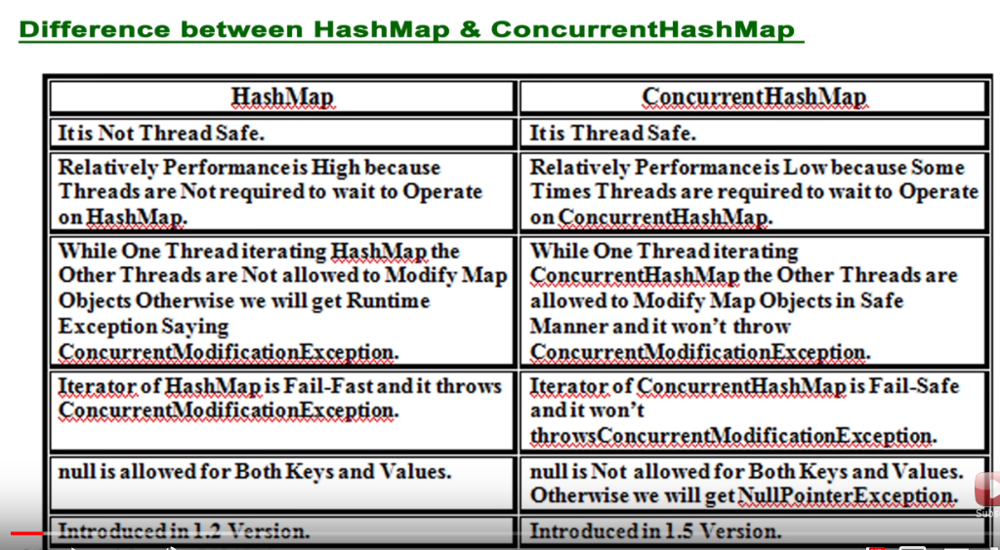 Difference between HashMap & ConcurrentHashMap
HashMap
ConcurrentHashMap
It is Not Thread Safe.
It is Thread Safe.
Relatively Performance is High because
Threads are Not required to wait to Operate
on HashMap.
Relatively Performance is Low because Some
Times Threads are required to wait to Operate
on ConcurrentHashMap.
While One Thread iterating HashMap the
Other Threads are Not allowed to Modify Map
Objects Otherwise we will get Runtime
Exception Saying
ConcurrentModificationException.
While One Thread iterating
ConcurrentHashMap the Other Threads are
allowed to Modify Map Objects in Safe
Manner and it won’t throw
ConcurrentModificationException.
Iterator of HashMap is Fail-Fast and it throws
ConcurrentModificationException.
Iterator of ConcurrentHashMap is Fail-Safe
and it won’t
throwsConcurrentModificationException.
null is allowed for Both Keys and Values.
null is Not allowed for Both Keys and Values.
Otherwise we will get NullPointerException.
Introduced in 1.2 Version.
Introduced in 1.5 Version.